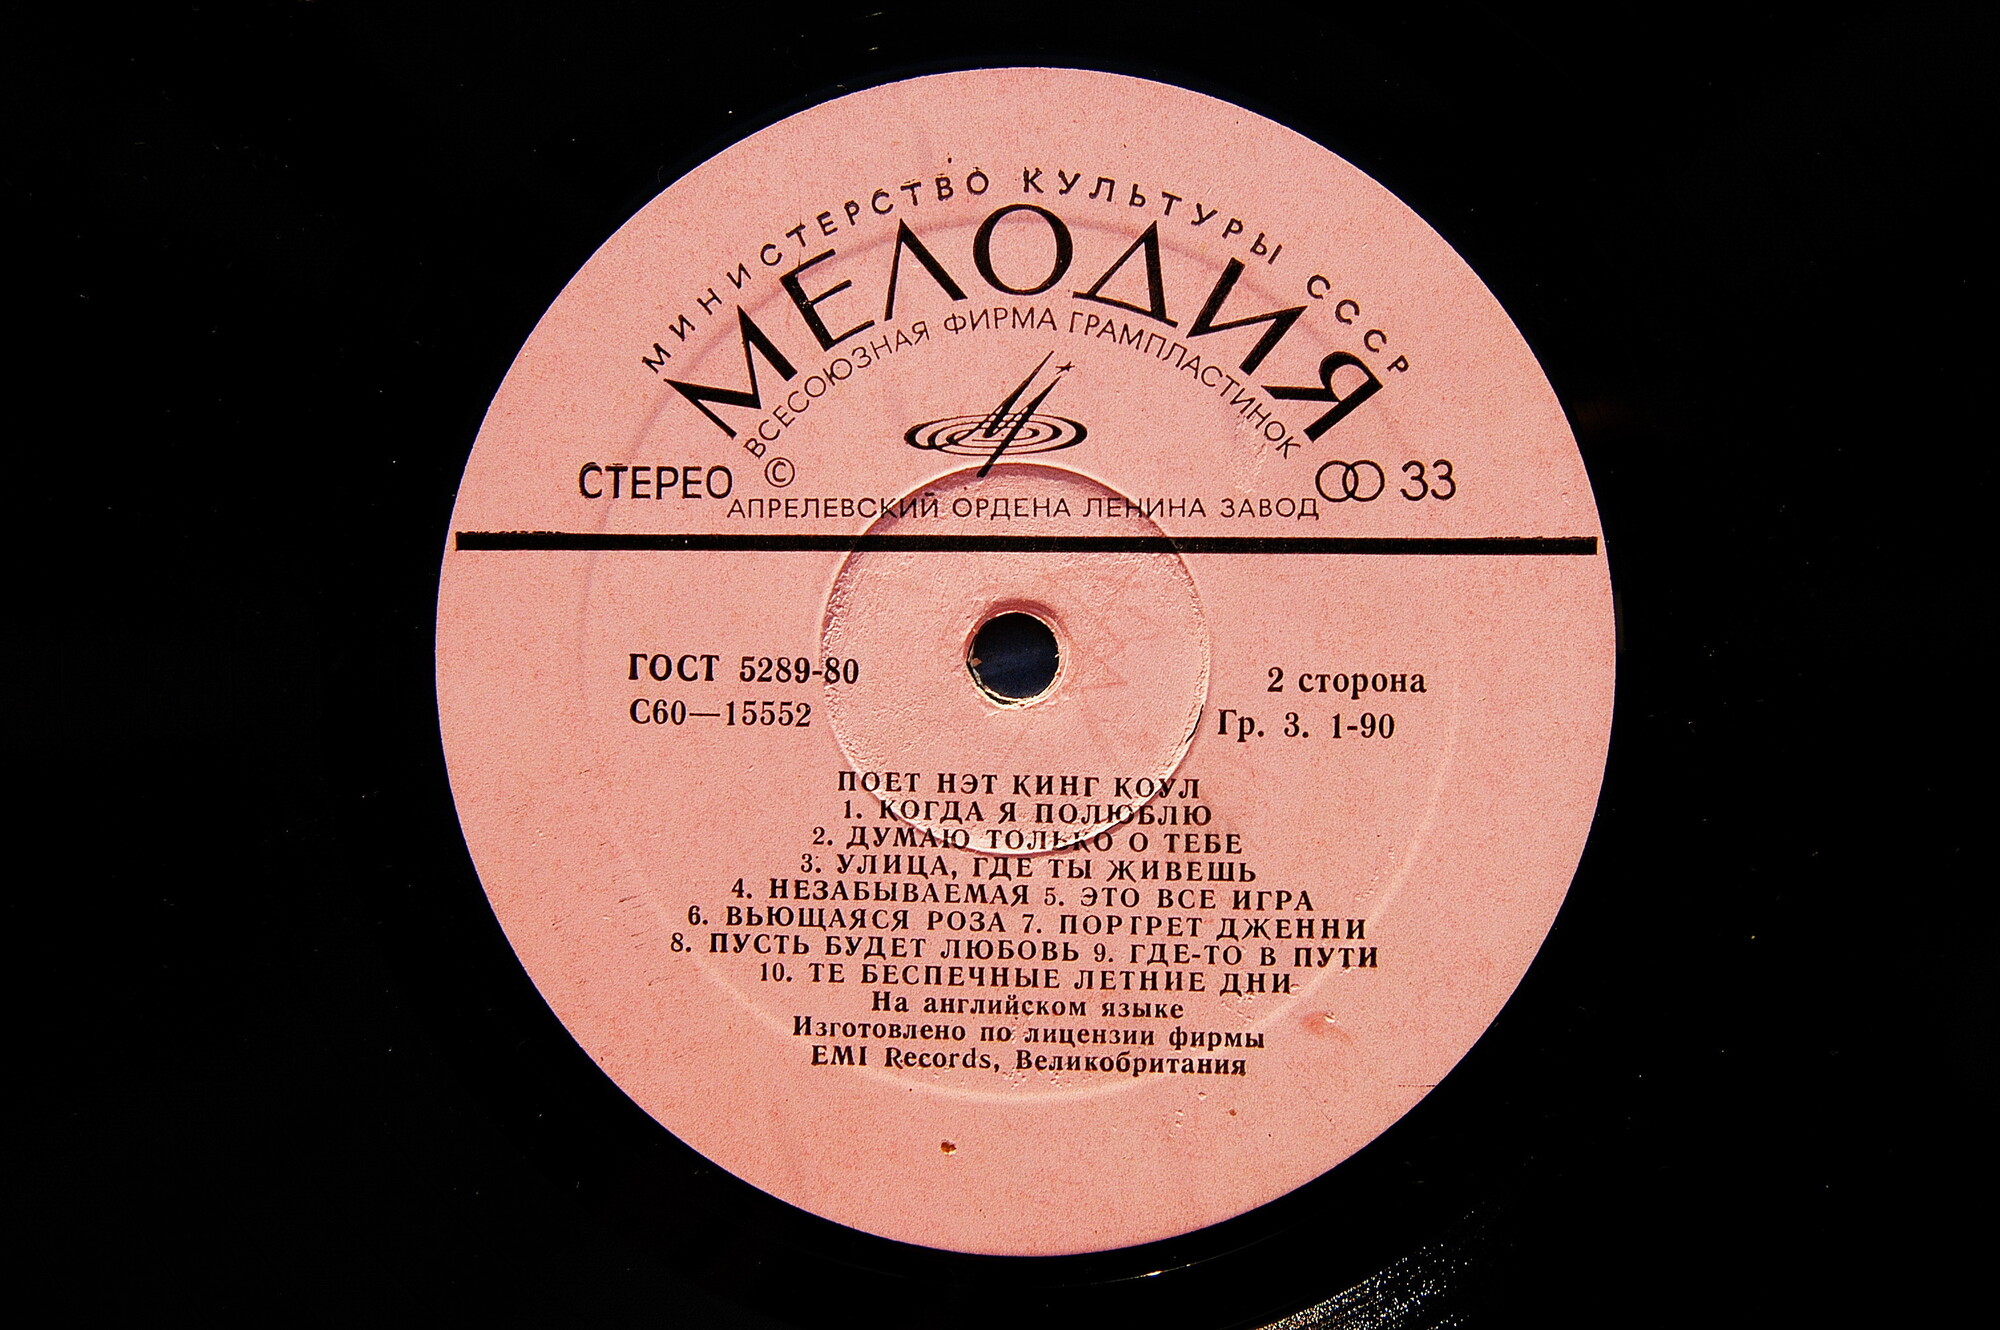 МИНИСТЕРСТВО КУЛЬТУРЫ СССР
МЕЛОДИЯ
ВСЕСОЮЗНАЯ ФИРМА ГРАМПЛАСТИНОК
СТЕРЕО © 33
АПРЕЛЕВСКИЙ ОРДЕНА ЛЕНИНА ЗАВОД
ГОСТ 5289-80
С60—15552
2 сторона
Гр. 3. 1-90
ПОЕТ НЭТ КИНГ КОУЛ
1. КОГДА Я ПОЛЮБЛЮ
2. ДУМАЮ ТОЛЬКО О ТЕБЕ
3. УЛИЦА, ГДЕ ТЫ ЖИВЕШЬ
4. НЕЗАБЫВАЕМАЯ 5. ЭТО ВСЕ ИГРА
6. ВЬЮЩАЯСЯ РОЗА 7. ПОРТРЕТ ДЖЕННИ
8. ПУСТЬ БУДЕТ ЛЮБОВЬ 9. ГДЕ-ТО В ПУТИ
10. ТЕ БЕСПЕЧНЫЕ ЛЕТНИЕ ДНИ
На английском языке
Изготовлено по лицензии фирмы
EMI Records, Великобритания